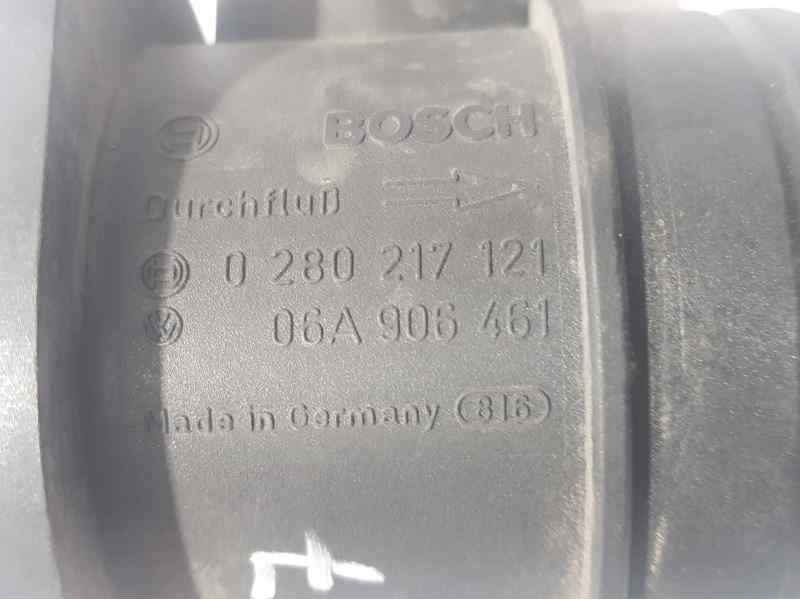 BOSCH
Durchfluß
0 280 217 121
06A 906 461
Made in Germany 816